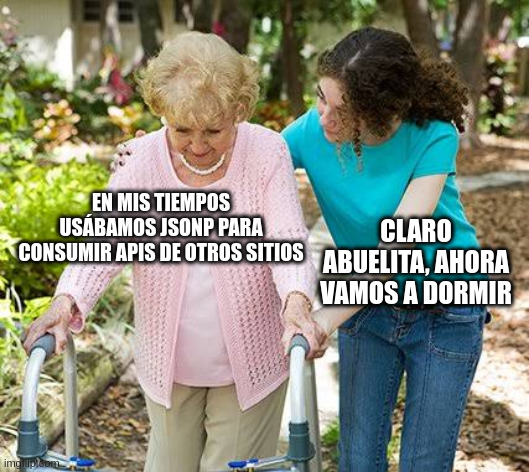 EN MIS TIEMPOS
USÁBAMOS JSONP PARA
CONSUMIR APIS DE OTROS SITIOS
CLARO
ABUELITA, AHORA
VAMOS A DORMIR
imgflip.com